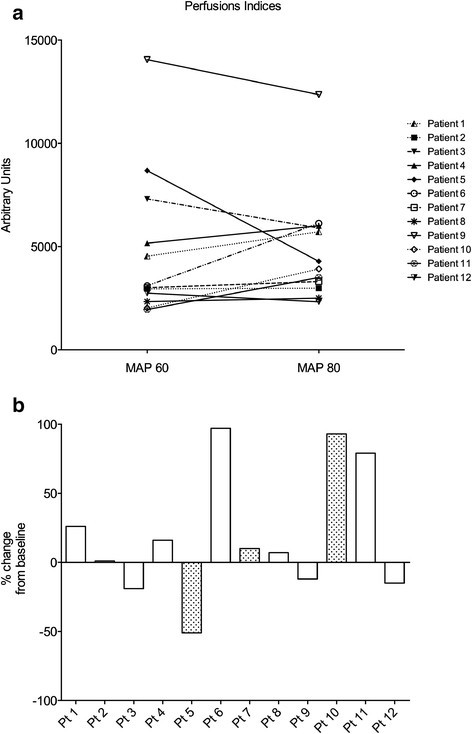 Perfusions Indices
a
15000
10000
5000
0
Arbitrary Units
MAP 60 MAP 80
Patient 1
Patient 2
Patient 3
Patient 4
Patient 5
Patient 6
Patient 7
Patient 8
Patient 9
Patient 10
Patient 11
Patient 12
b
100
50
0
-50
-100
% change
from baseline
Pt 1 Pt 2 Pt 3 Pt 4 Pt 5 Pt 6 Pt 7 Pt 8 Pt 9 Pt 10 Pt 11 Pt 12